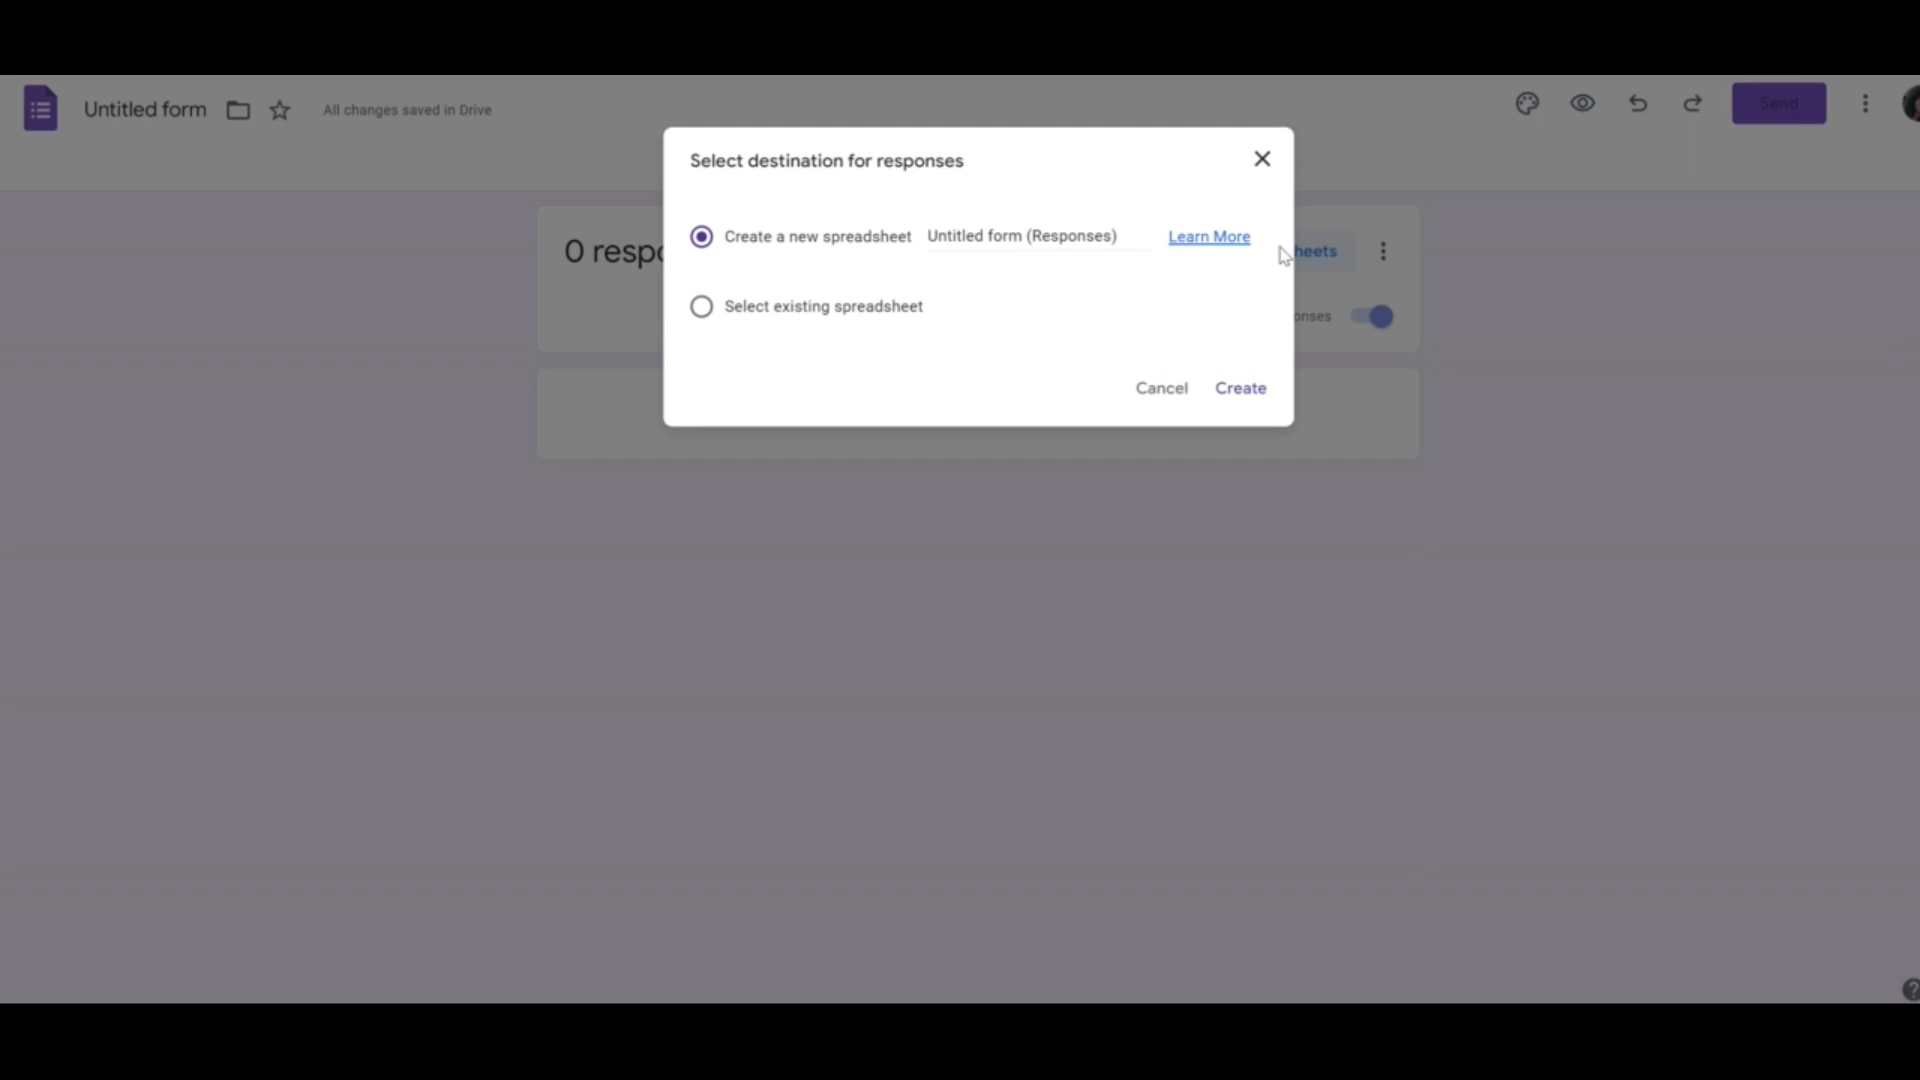 Untitled form
All changes saved in Drive
Send
Select destination for responses
0 respo
Create a new spreadsheet Untitled form (Responses) Learn More
heets
Select existing spreadsheet
onses
Cancel Create
?